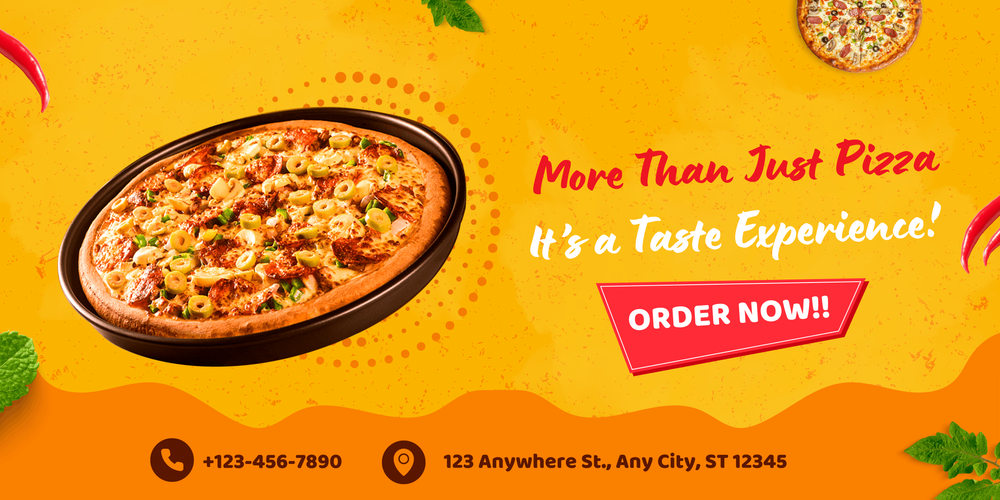 More Than Just Pizza
It's a Taste Experience!
ORDER NOW!!
+123-456-7890
123 Anywhere St., Any City, ST 12345